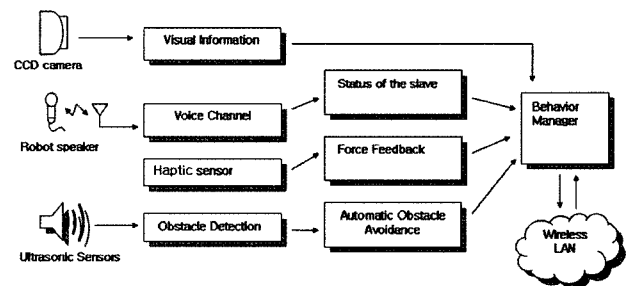 CCD camera
Visual Information
Robot speaker
Voice Channel
Status of the slave
Haptic sensor
Force Feedback
Ultrasonic Sensors
Obstacle Detection
Automatic Obstacle
Avoidance
Behavior
Manager
Wireless
LAN